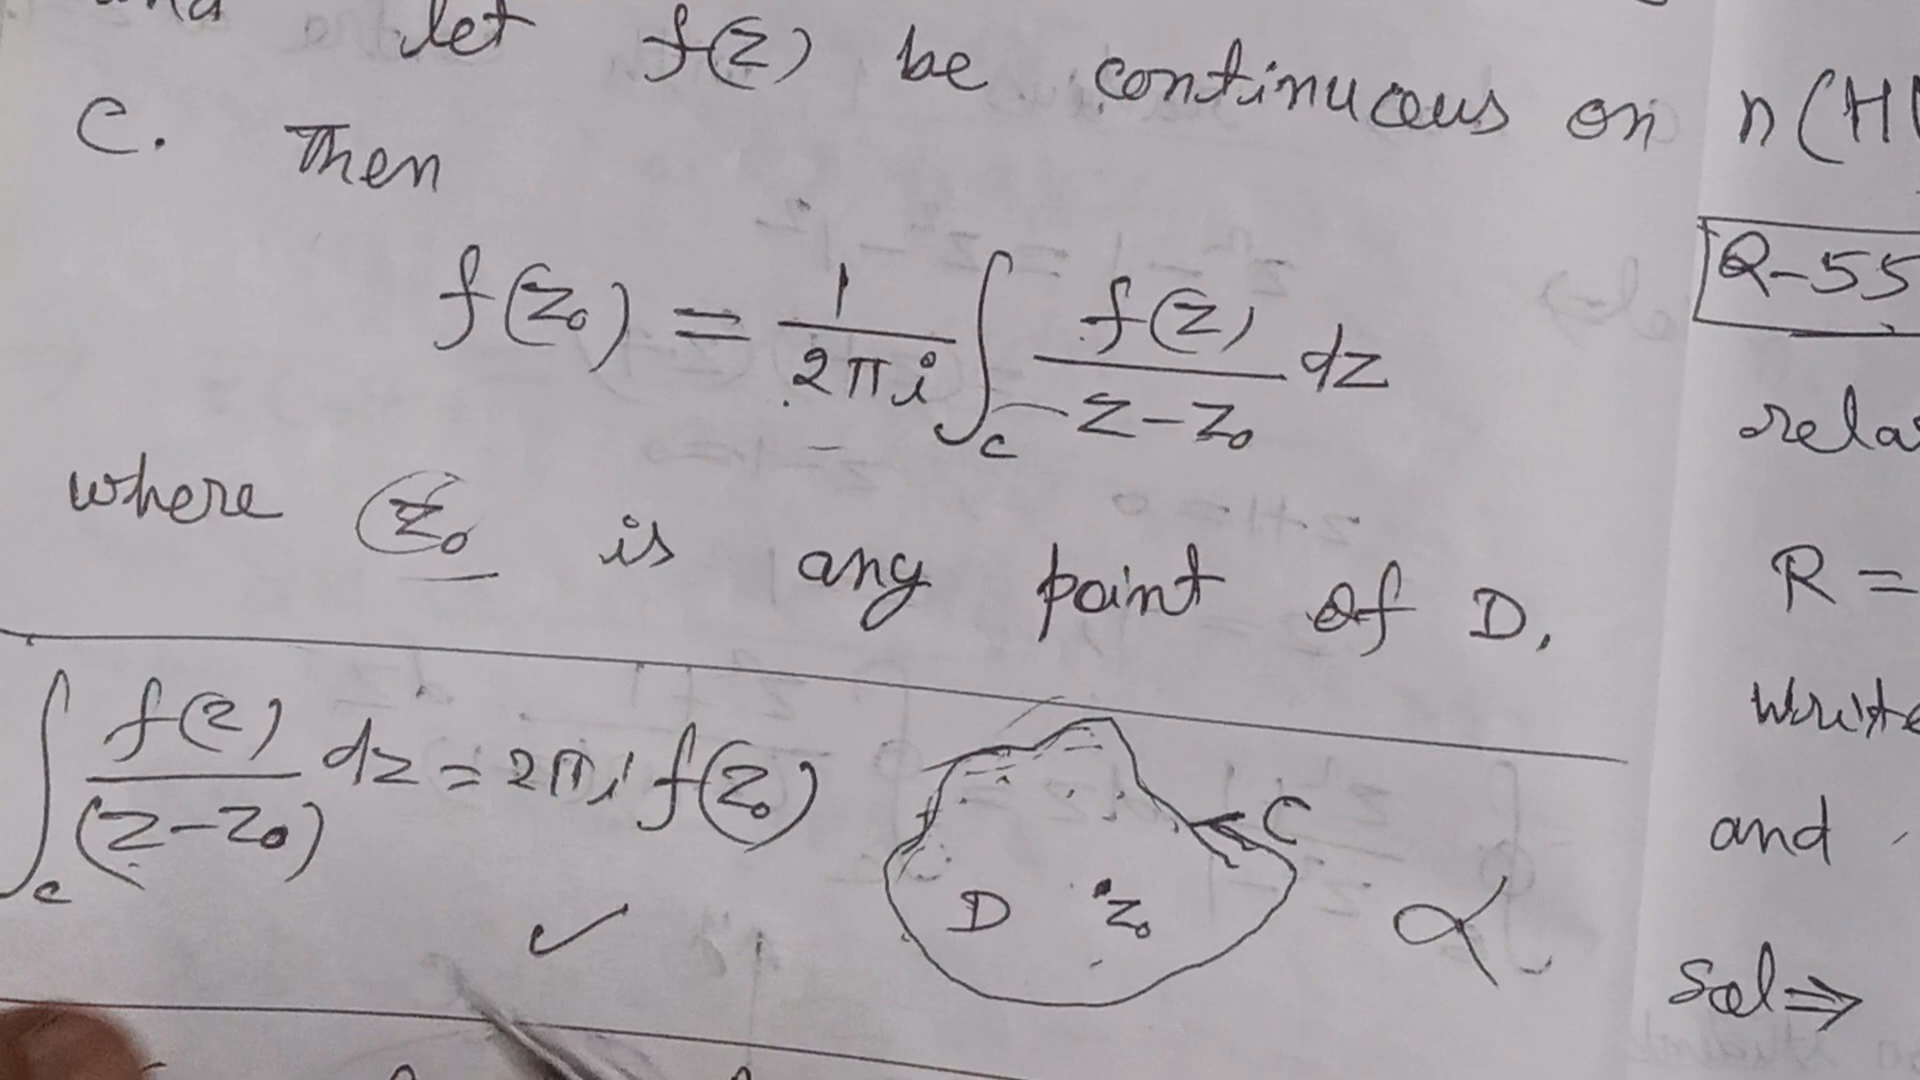 and let f(z) be continuous on
C. Then
f(z₀) = 1/2πi ∫_C f(z)/z-z₀ dz
where z₀ is any point of D.
∫_C f(z)/(z-z₀) dz = 2πi f(z₀) ✓
C
D z₀ α
n(H
Q-55
R =
and
Sol⇒